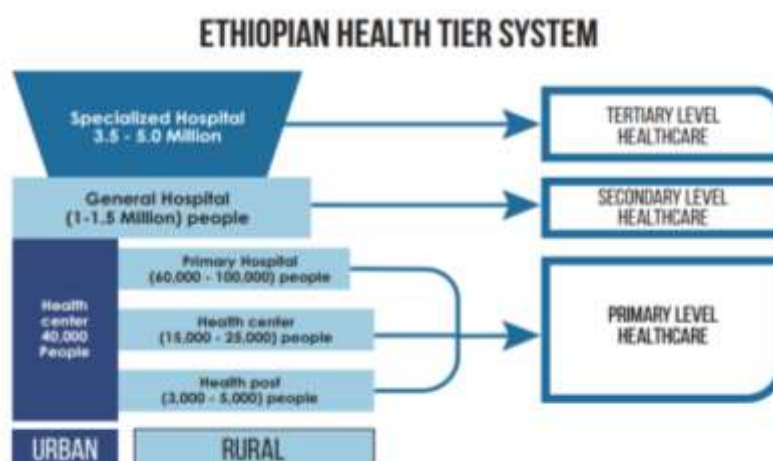 ETHIOPIAN HEALTH TIER SYSTEM
Specialized Hospital
3.5 - 5.0 Million
TERTIARY LEVEL
HEALTHCARE
General Hospital
(1-1.5 Million) people
SECONDARY LEVEL
HEALTHCARE
Health
center
40,000
People
Primary Hospital
(60,000 - 100,000) people
Health center
(15,000 - 25,000) people
Health post
(3,000 - 5,000) people
PRIMARY LEVEL
HEALTHCARE
URBAN
RURAL